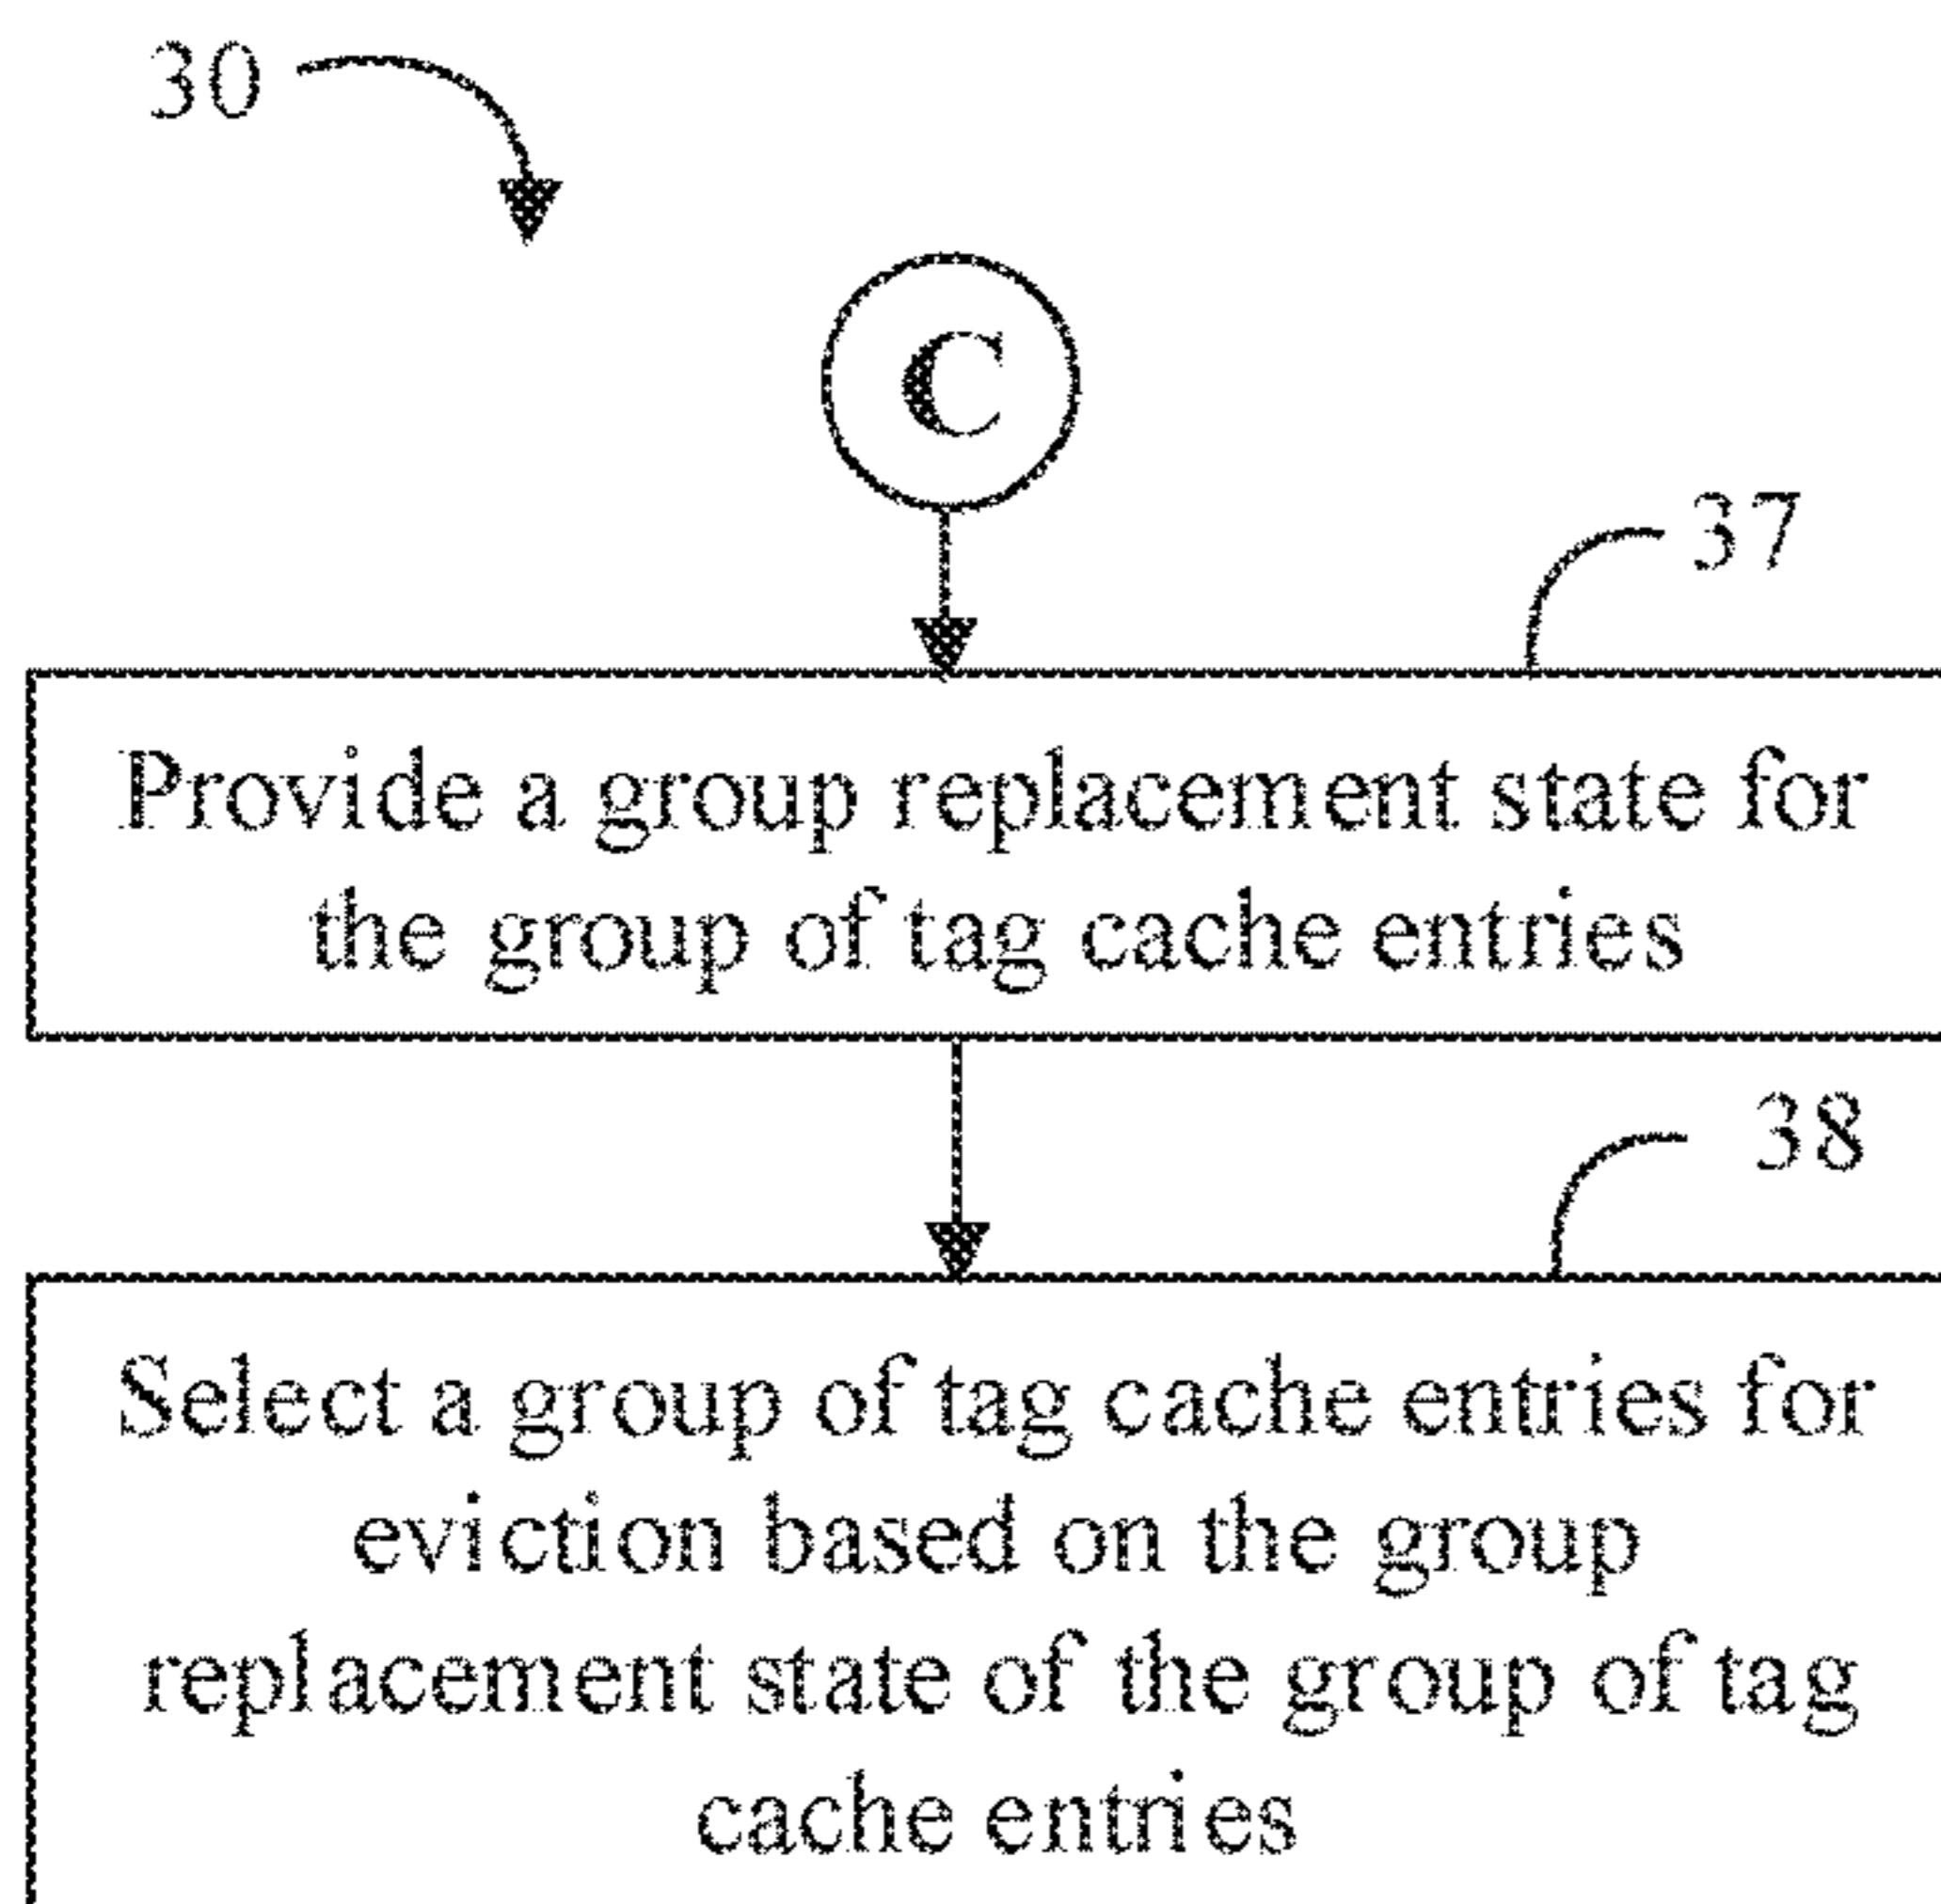 30
C
37
Provide a group replacement state for
the group of tag cache entries
38
Select a group of tag cache entries for
eviction based on the group
replacement state of the group of tag
cache entries